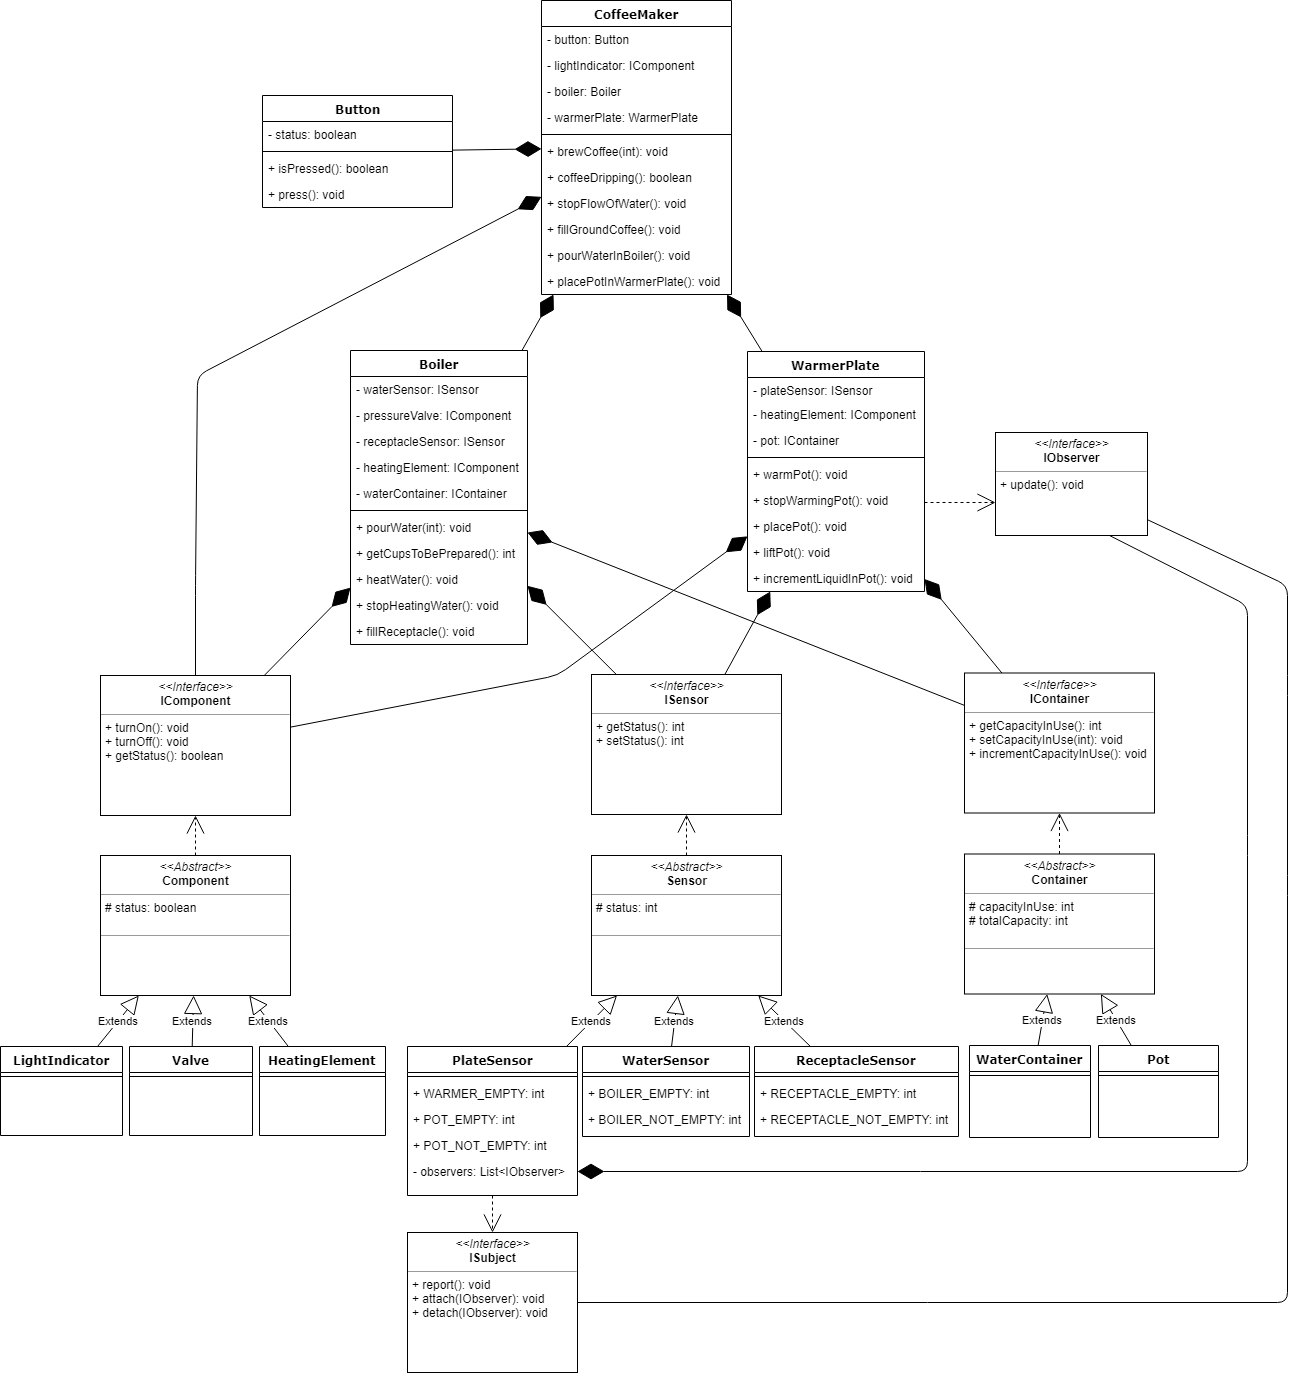 CoffeeMaker
- button: Button
- lightIndicator: IComponent
- boiler: Boiler
- warmerPlate: WarmerPlate
+ brewCoffee(int): void
+ coffeeDripping(): boolean
+ stopFlowOfWater(): void
+ fillGroundCoffee(): void
+ pourWaterInBoiler(): void
+ placePotInWarmerPlate(): void
Button
- status: boolean
+ isPressed(): boolean
+ press(): void
Boiler
- waterSensor: ISensor
- pressureValve: IComponent
- receptacleSensor: ISensor
- heatingElement: IComponent
- waterContainer: IContainer
+ pourWater(int): void
+ getCupsToBePrepared(): int
+ heatWater(): void
+ stopHeatingWater(): void
+ fillReceptacle(): void
WarmerPlate
- plateSensor: ISensor
- heatingElement: IComponent
- pot: IContainer
+ warmPot(): void
+ stopWarmingPot(): void
+ placePot(): void
+ liftPot(): void
+ incrementLiquidInPot(): void
<<Interface>>
IObserver
+ update(): void
<<Interface>>
IComponent
+ turnOn(): void
+ turnOff(): void
+ getStatus(): boolean
<<Interface>>
ISensor
+ getStatus(): int
+ setStatus(): int
<<Interface>>
IContainer
+ getCapacityInUse(): int
+ setCapacityInUse(int): void
+ incrementCapacityInUse(): void
<<Abstract>>
Component
# status: boolean
<<Abstract>>
Sensor
# status: int
<<Abstract>>
Container
# capacityInUse: int
# totalCapacity: int
Extends
Extends
Extends
Extends
Extends
Extends
Extends
Extends
LightIndicator
Valve
HeatingElement
PlateSensor
+ WARMER_EMPTY: int
+ POT_EMPTY: int
+ POT_NOT_EMPTY: int
- observers: List<IObserver>
WaterSensor
+ BOILER_EMPTY: int
+ BOILER_NOT_EMPTY: int
ReceptacleSensor
+ RECEPTACLE_EMPTY: int
+ RECEPTACLE_NOT_EMPTY: int
WaterContainer
Pot
<<Interface>>
ISubject
+ report(): void
+ attach(IObserver): void
+ detach(IObserver): void